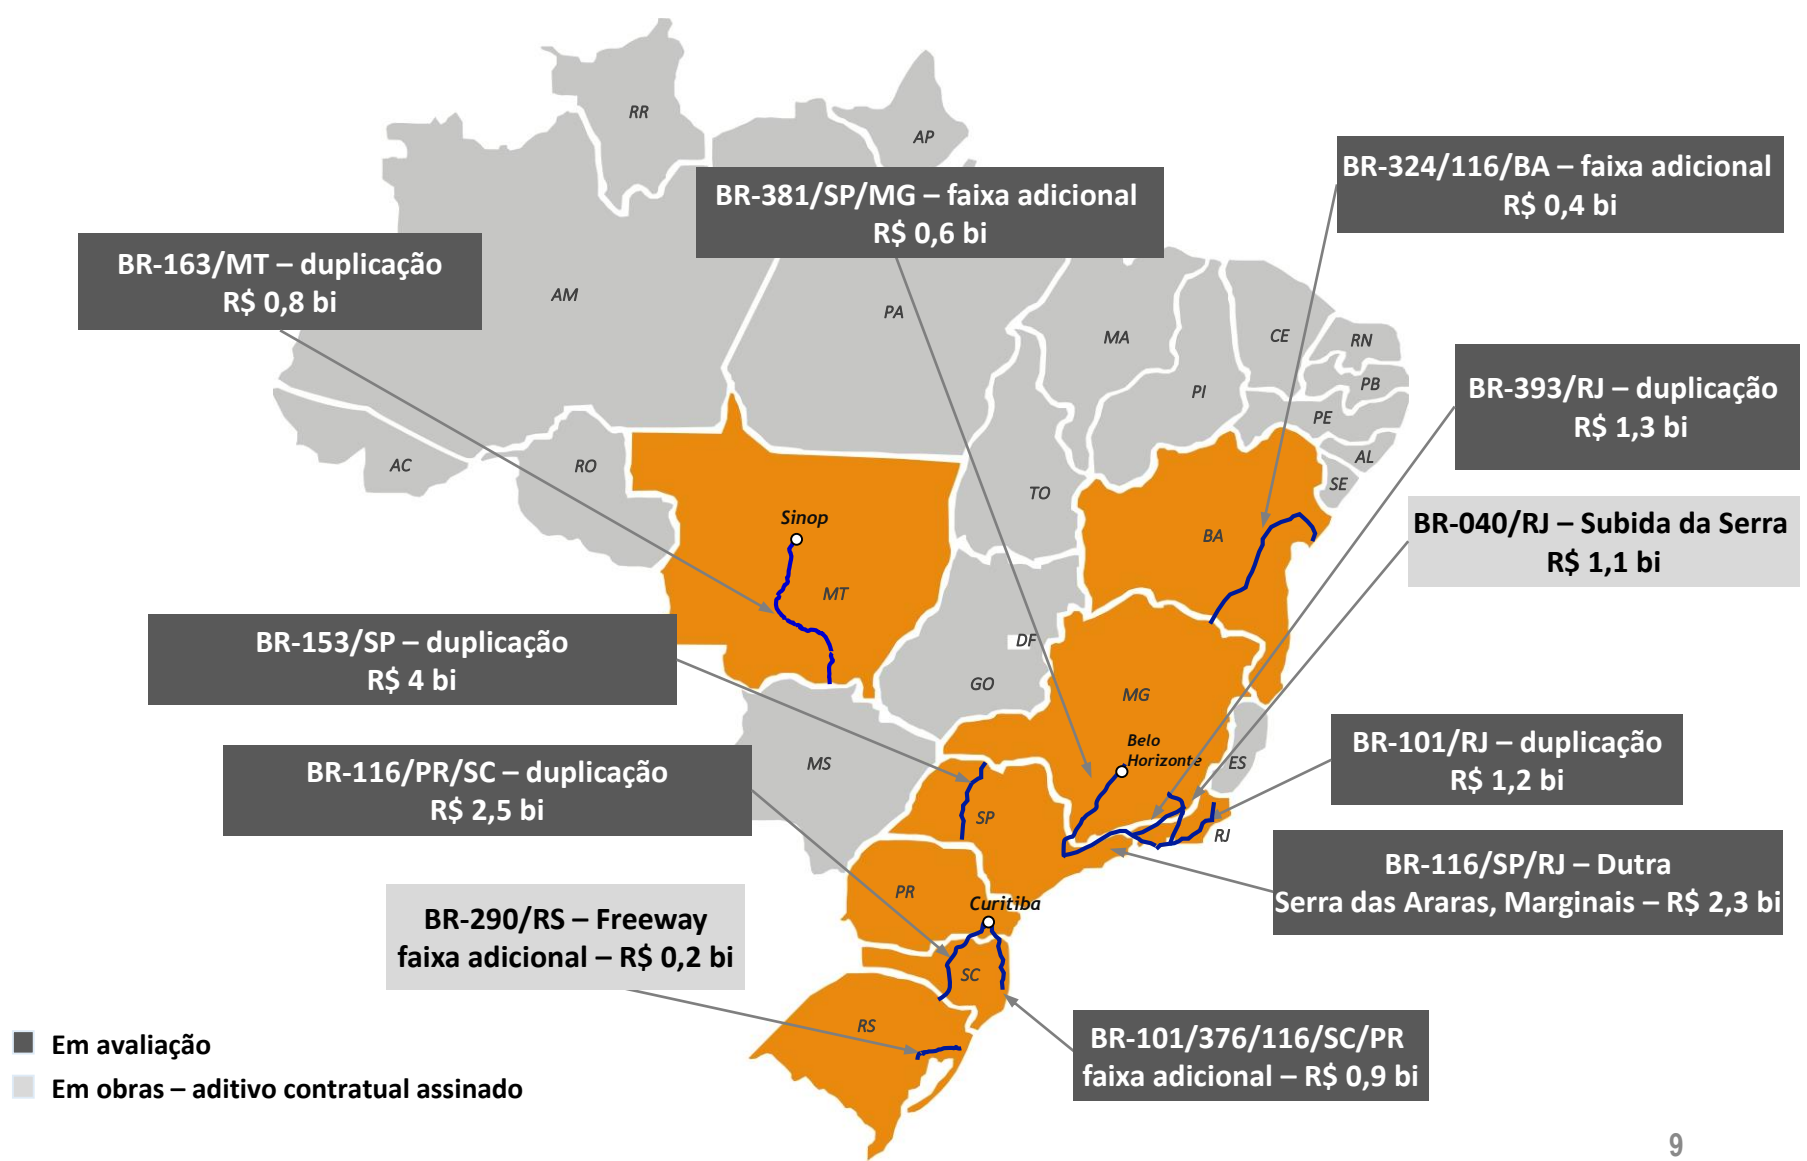 RR
AP
BR-381/SP/MG – faixa adicional
R$ 0,6 bi
BR-324/116/BA – faixa adicional
R$ 0,4 bi
BR-163/MT – duplicação
R$ 0,8 bi
AM
PA
MA
CE
RN
PB
PI
PE
AL
SE
BR-393/RJ – duplicação
R$ 1,3 bi
AC
RO
TO
Sinop
BA
MT
BR-040/RJ – Subida da Serra
R$ 1,1 bi
BR-153/SP – duplicação
R$ 4 bi
DF
GO
MG
Belo
Horizonte
MS
ES
BR-101/RJ – duplicação
R$ 1,2 bi
BR-116/PR/SC – duplicação
R$ 2,5 bi
SP
RJ
BR-116/SP/RJ – Dutra
Serra das Araras, Marginais – R$ 2,3 bi
PR
Curitiba
BR-290/RS – Freeway
faixa adicional – R$ 0,2 bi
SC
RS
BR-101/376/116/SC/PR
faixa adicional – R$ 0,9 bi
Em avaliação
Em obras – aditivo contratual assinado
9